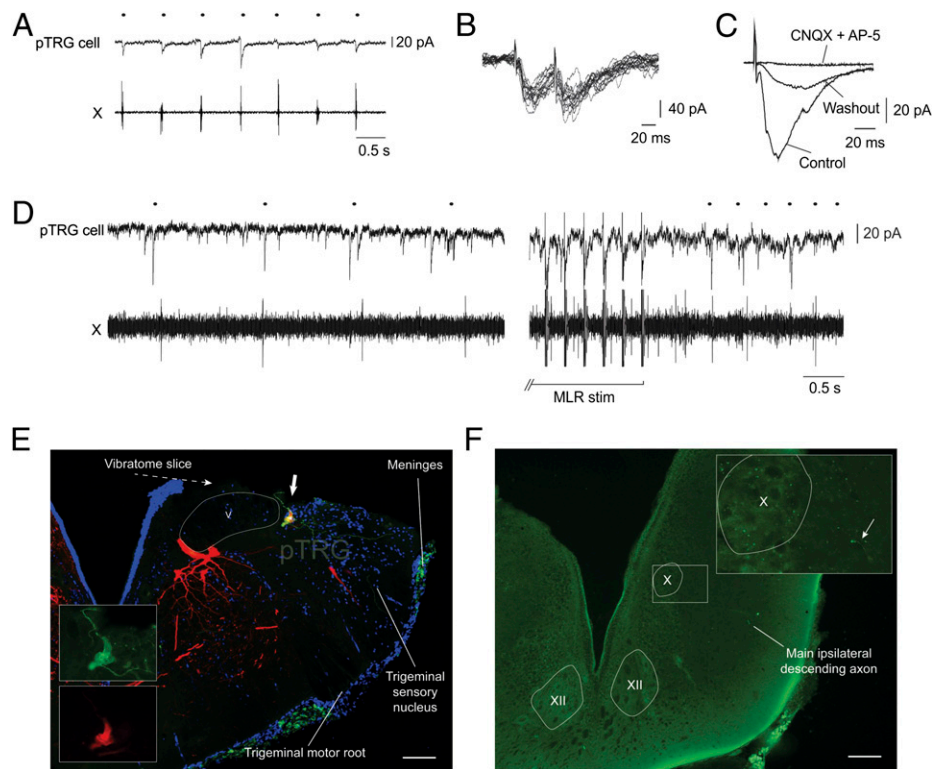 A
pTRG cell
20 pA
X
0.5 s
B
40 pA
20 ms
C
CNQX + AP-5
Washout
20 pA
20 ms
Control
D
pTRG cell
20 pA
X
MLR stim
0.5 s
E
Vibratome slice
Meninges
V
pTRG
Trigeminal
sensory
nucleus
Trigeminal motor root
F
X
X
Main ipsilateral
descending axon
XII
XII